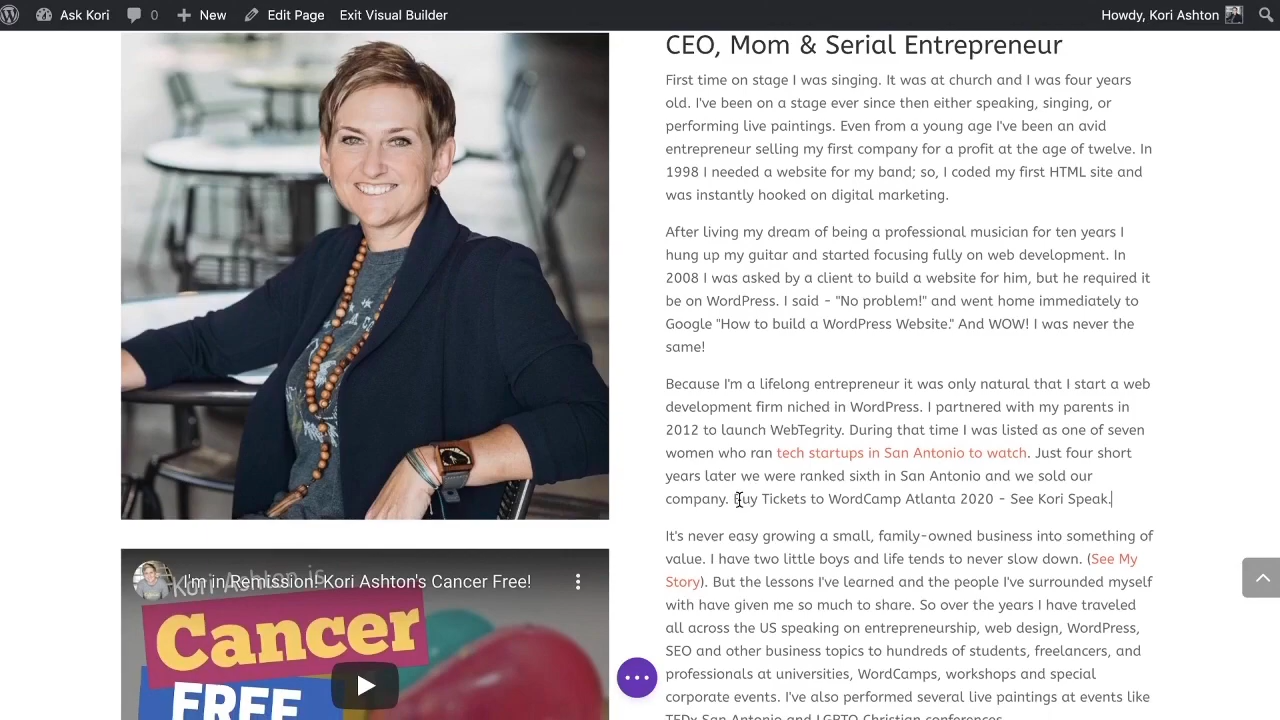 Ask Kori
0
New
Edit Page
Exit Visual Builder
Howdy, Kori Ashton
CEO, Mom & Serial Entrepreneur
First time on stage I was singing. It was at church and I was four years
old. I've been on a stage ever since then either speaking, singing, or
performing live paintings. Even from a young age I've been an avid
entrepreneur selling my first company for a profit at the age of twelve. In
1998 I needed a website for my band; so, I coded my first HTML site and
was instantly hooked on digital marketing.
After living my dream of being a professional musician for ten years I
hung up my guitar and started focusing fully on web development. In
2008 I was asked by a client to build a website for him, but he required it
be on WordPress. I said - "No problem!" and went home immediately to
Google "How to build a WordPress Website." And WOW! I was never the
same!
Because I'm a lifelong entrepreneur it was only natural that I start a web
development firm niched in WordPress. I partnered with my parents in
2012 to launch WebTegrity. During that time I was listed as one of seven
women who ran tech startups in San Antonio to watch. Just four short
years later we were ranked sixth in San Antonio and we sold our
company. Buy Tickets to WordCamp Atlanta 2020 - See Kori Speak.
It's never easy growing a small, family-owned business into something of
value. I have two little boys and life tends to never slow down. (See My
Story). But the lessons I've learned and the people I've surrounded myself
with have given me so much to share. So over the years I have traveled
all across the US speaking on entrepreneurship, web design, WordPress,
SEO and other business topics to hundreds of students, freelancers, and
professionals at universities, WordCamps, workshops and special
corporate events. I've also performed several live paintings at events like
TEDx San Antonio and LGBTQ Christian conferences.
I'm in Remission! Kori Ashton's Cancer Free!
Kori Ashton is
Cancer
FREE